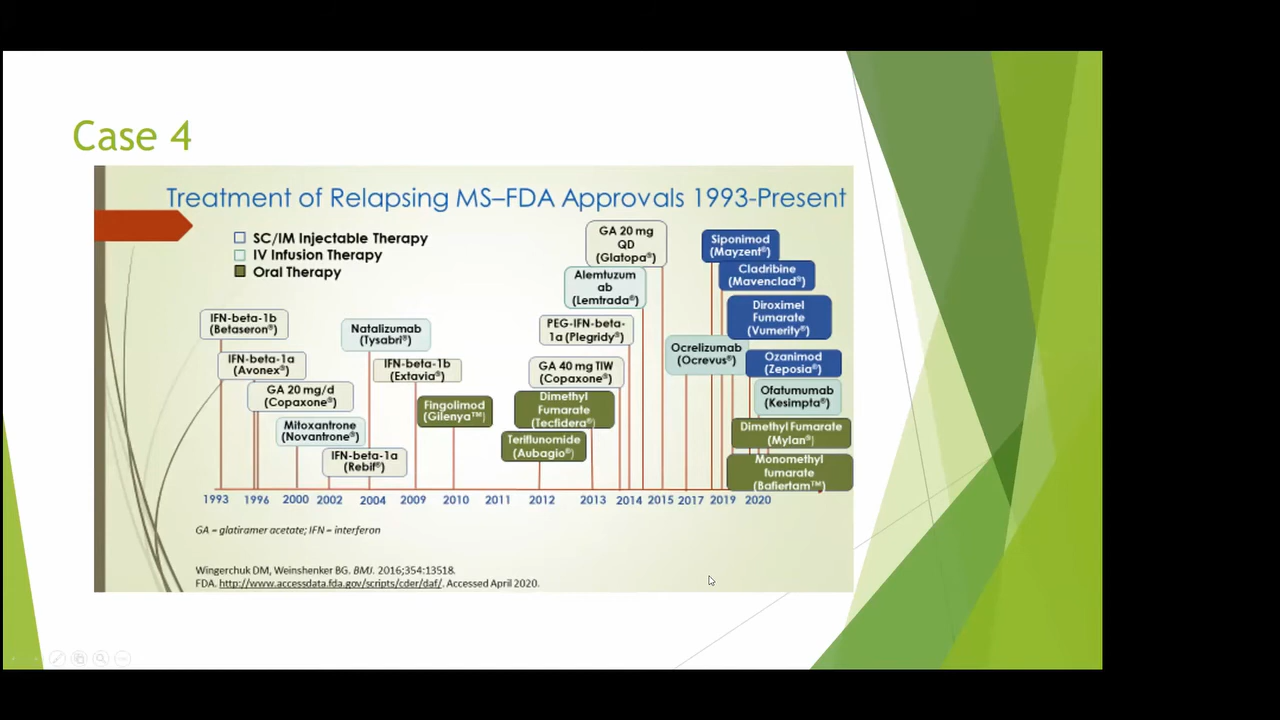 Case 4
Treatment of Relapsing MS–FDA Approvals 1993-Present
SC/IM Injectable Therapy
IV Infusion Therapy
Oral Therapy
IFN-beta-1b
(Betaseron®)
IFN-beta-1a
(Avonex®)
GA 20 mg/d
(Copaxone®)
Mitoxantrone
(Novantrone®)
IFN-beta-1a
(Rebif®)
Natalizumab
(Tysabri®)
IFN-beta-1b
(Extavia®)
Fingolimod
(Gilenya™)
GA 20 mg
QD
(Glatopa®)
Alemtuzum
ab
(Lemtrada®)
PEG-IFN-beta-
1a (Plegridy®)
GA 40 mg TIW
(Copaxone®)
Dimethyl
Fumarate
(Tecfidera®)
Teriflunomide
(Aubagio®)
Ocrelizumab
(Ocrevus®)
Siponimod
(Mayzent®)
Cladribine
(Mavenclad®)
Diroximel
Fumarate
(Vumerity®)
Ozanimod
(Zeposia®)
Ofatumumab
(Kesimpta®)
Dimethyl Fumarate
(Mylan®)
Monomethyl
fumarate
(Bafiertam™)
1993 1996 2000 2002 2004 2009 2010 2011 2012 2013 2014 2015 2017 2019 2020
GA = glatiramer acetate; IFN = interferon
Wingerchuk DM, Weinshenker BG. BMJ. 2016;354:13518.
FDA. http://www.accessdata.fda.gov/scripts/cder/daf/. Accessed April 2020.